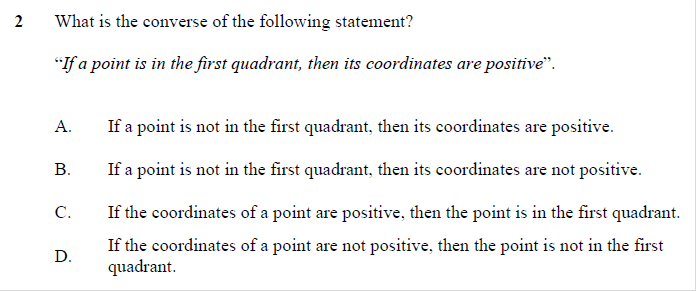 2 What is the converse of the following statement?
“If a point is in the first quadrant, then its coordinates are positive”.
A. If a point is not in the first quadrant, then its coordinates are positive.
B. If a point is not in the first quadrant, then its coordinates are not positive.
C. If the coordinates of a point are positive, then the point is in the first quadrant.
D. If the coordinates of a point are not positive, then the point is not in the first
quadrant.